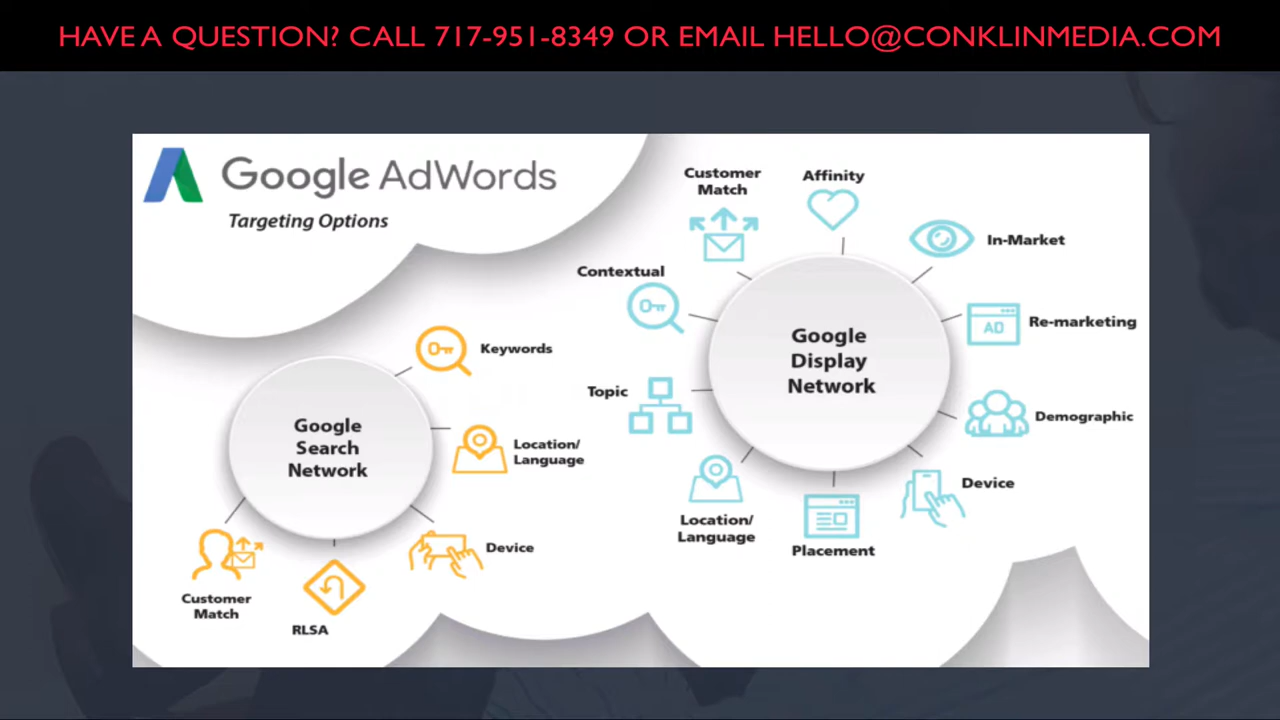 HAVE A QUESTION? CALL 717-951-8349 OR EMAIL HELLO@CONKLINMEDIA.COM
Google AdWords
Targeting Options
Google
Search
Network
Keywords
Location/
Language
Device
RLSA
Customer
Match
Google
Display
Network
Customer
Match
Affinity
In-Market
AD
Re-marketing
Demographic
Device
Placement
Location/
Language
Topic
Contextual